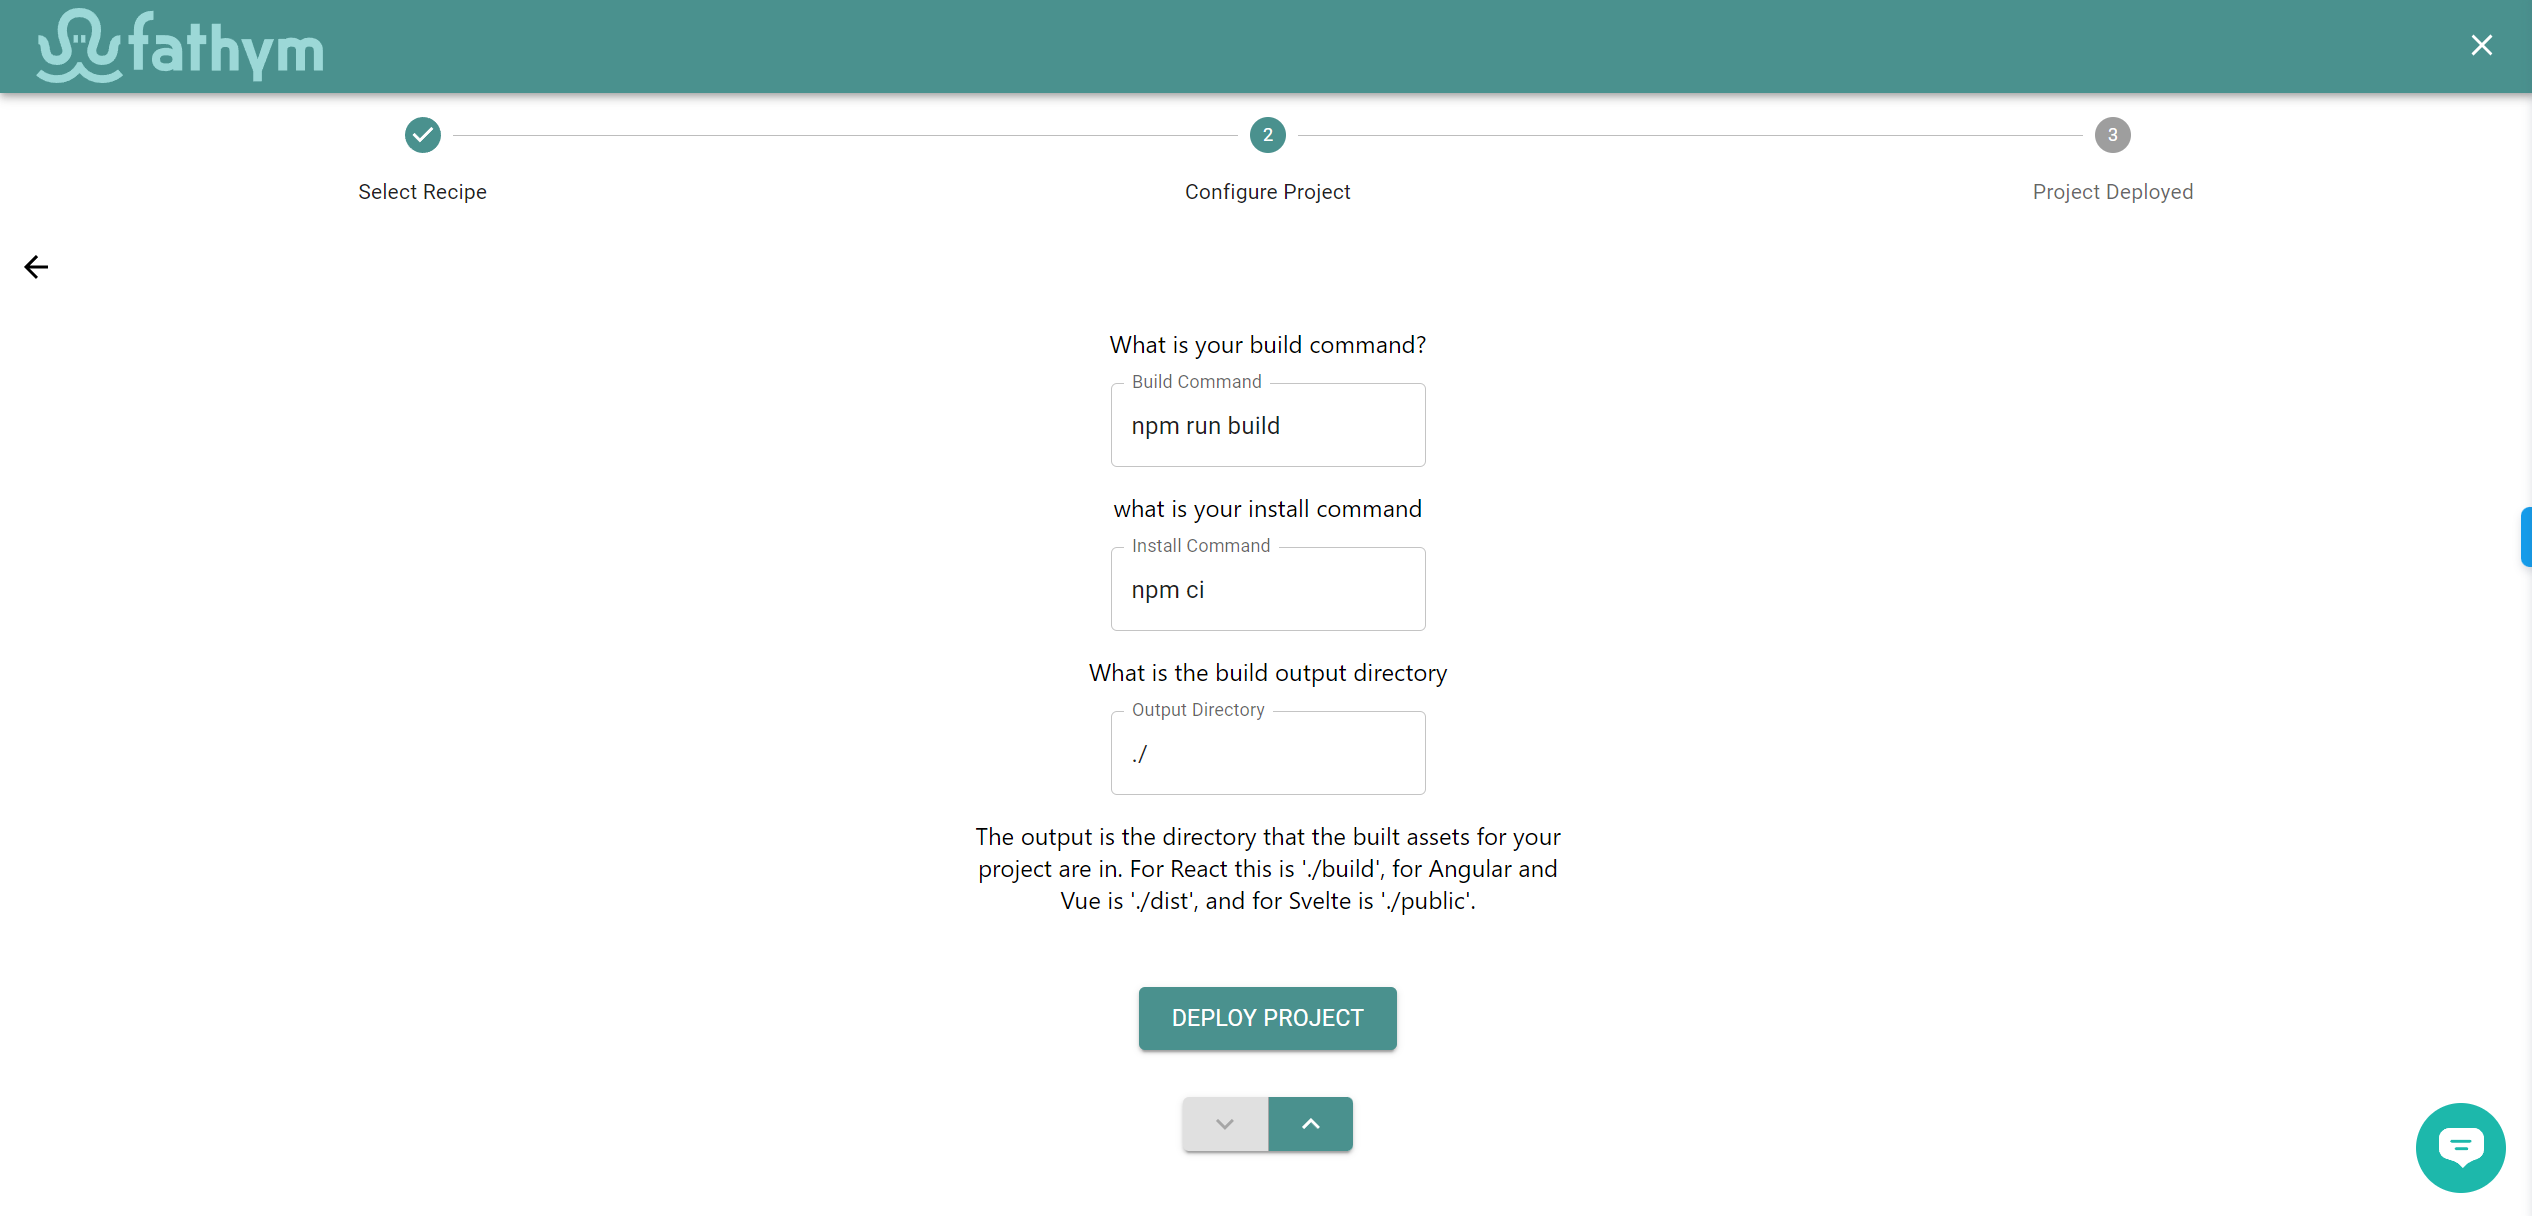 fathym
2
3
Select Recipe
Configure Project
Project Deployed
What is your build command?
Build Command
npm run build
what is your install command
Install Command
npm ci
What is the build output directory
Output Directory
./
The output is the directory that the built assets for your
project are in. For React this is './build', for Angular and
Vue is './dist', and for Svelte is './public'.
DEPLOY PROJECT